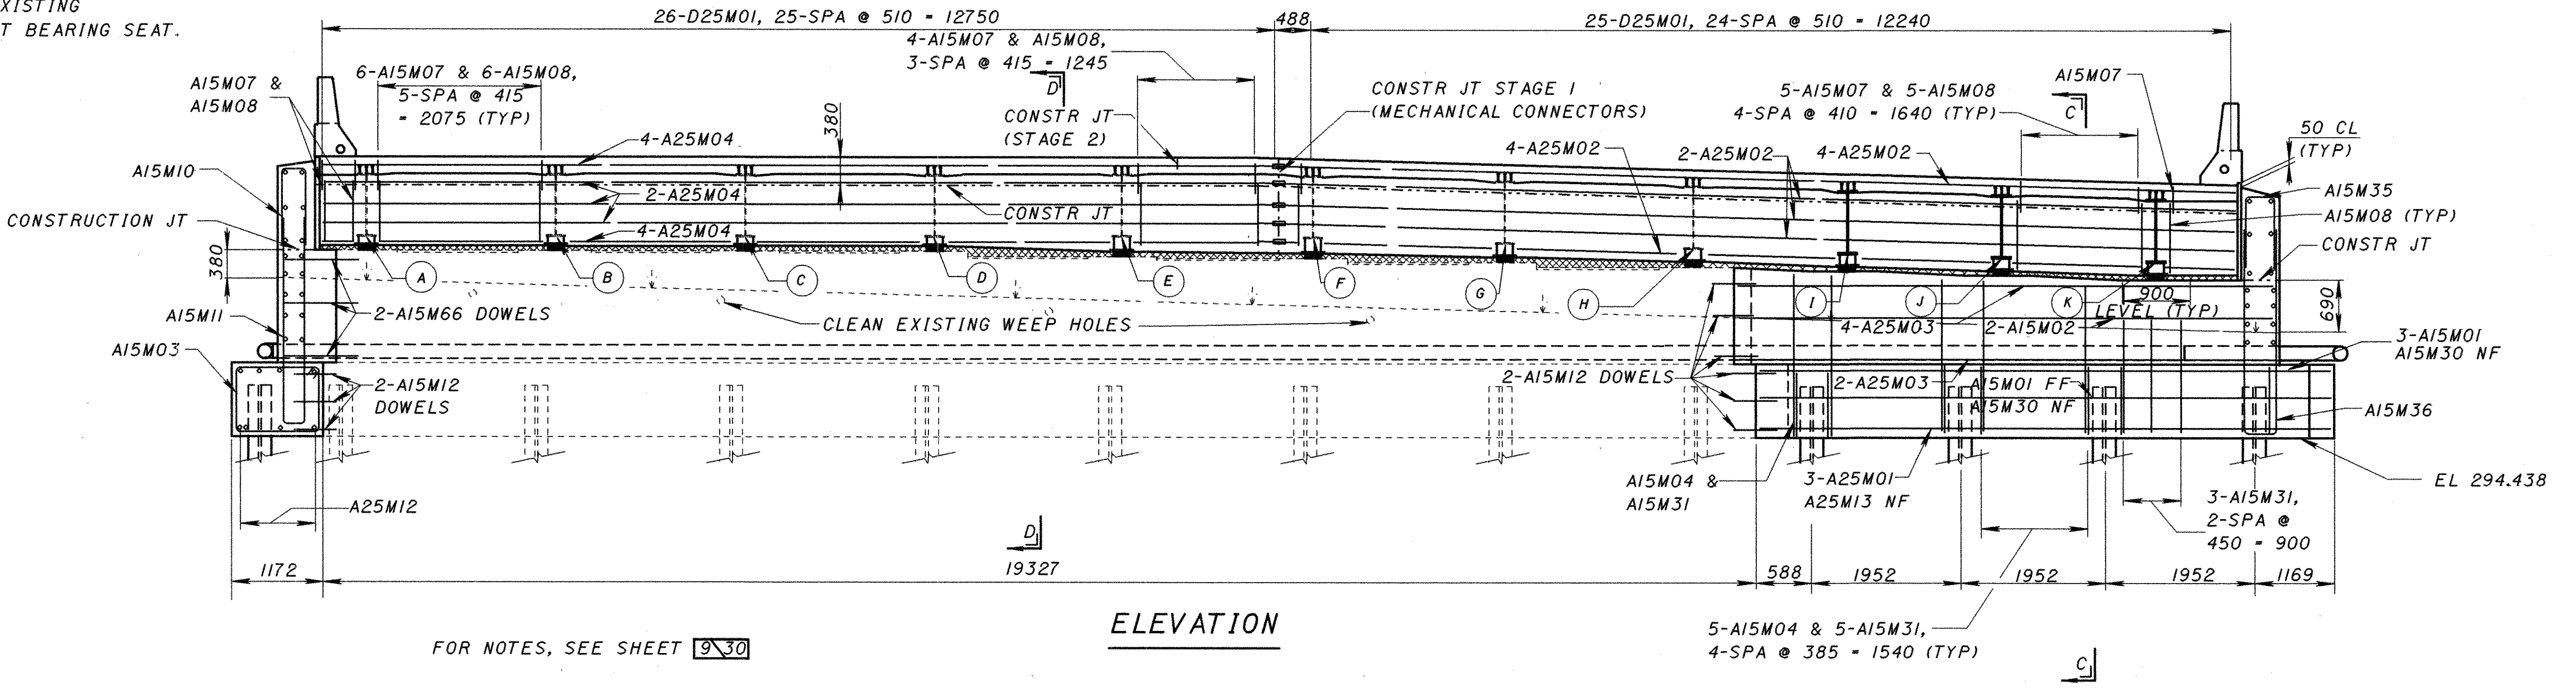 XISTING
T BEARING SEAT.
26-D25M01, 25-SPA @ 510 = 12750
488
25-D25M01, 24-SPA @ 510 = 12240
4-A15M07 & A15M08,
3-SPA @ 415 = 1245
D
A15M07 &
A15M08
6-A15M07 & 6-A15M08,
5-SPA @ 415
= 2075 (TYP)
380
CONSTR JT
(STAGE 2)
CONSTR JT STAGE 1
(MECHANICAL CONNECTORS)
5-A15M07 & 5-A15M08
4-SPA @ 410 = 1640 (TYP)
C
A15M07
50 CL
(TYP)
4-A25M04
4-A25M02
2-A25M02
4-A25M02
A15M10
2-A25M04
CONSTR JT
A15M35
A15M08 (TYP)
CONSTRUCTION JT
4-A25M04
CONSTR JT
380
A
B
C
D
E
F
G
H
I
J
K
900
LEVEL (TYP)
690
A15M11
2-A15M66 DOWELS
CLEAN EXISTING WEEP HOLES
4-A25M03
2-A15M02
A15M03
3-A15M01
A15M30 NF
2-A15M12
DOWELS
2-A15M12 DOWELS
2-A25M03
A15M01 FF
A15M30 NF
A15M36
A15M04 &
A15M31
3-A25M01
A25M13 NF
EL 294.438
A25M12
3-A15M31,
2-SPA @
450 = 900
D
1172
19327
588
1952
1952
1952
1169
ELEVATION
5-A15M04 & 5-A15M31,
4-SPA @ 385 = 1540 (TYP)
FOR NOTES, SEE SHEET 9\30
C